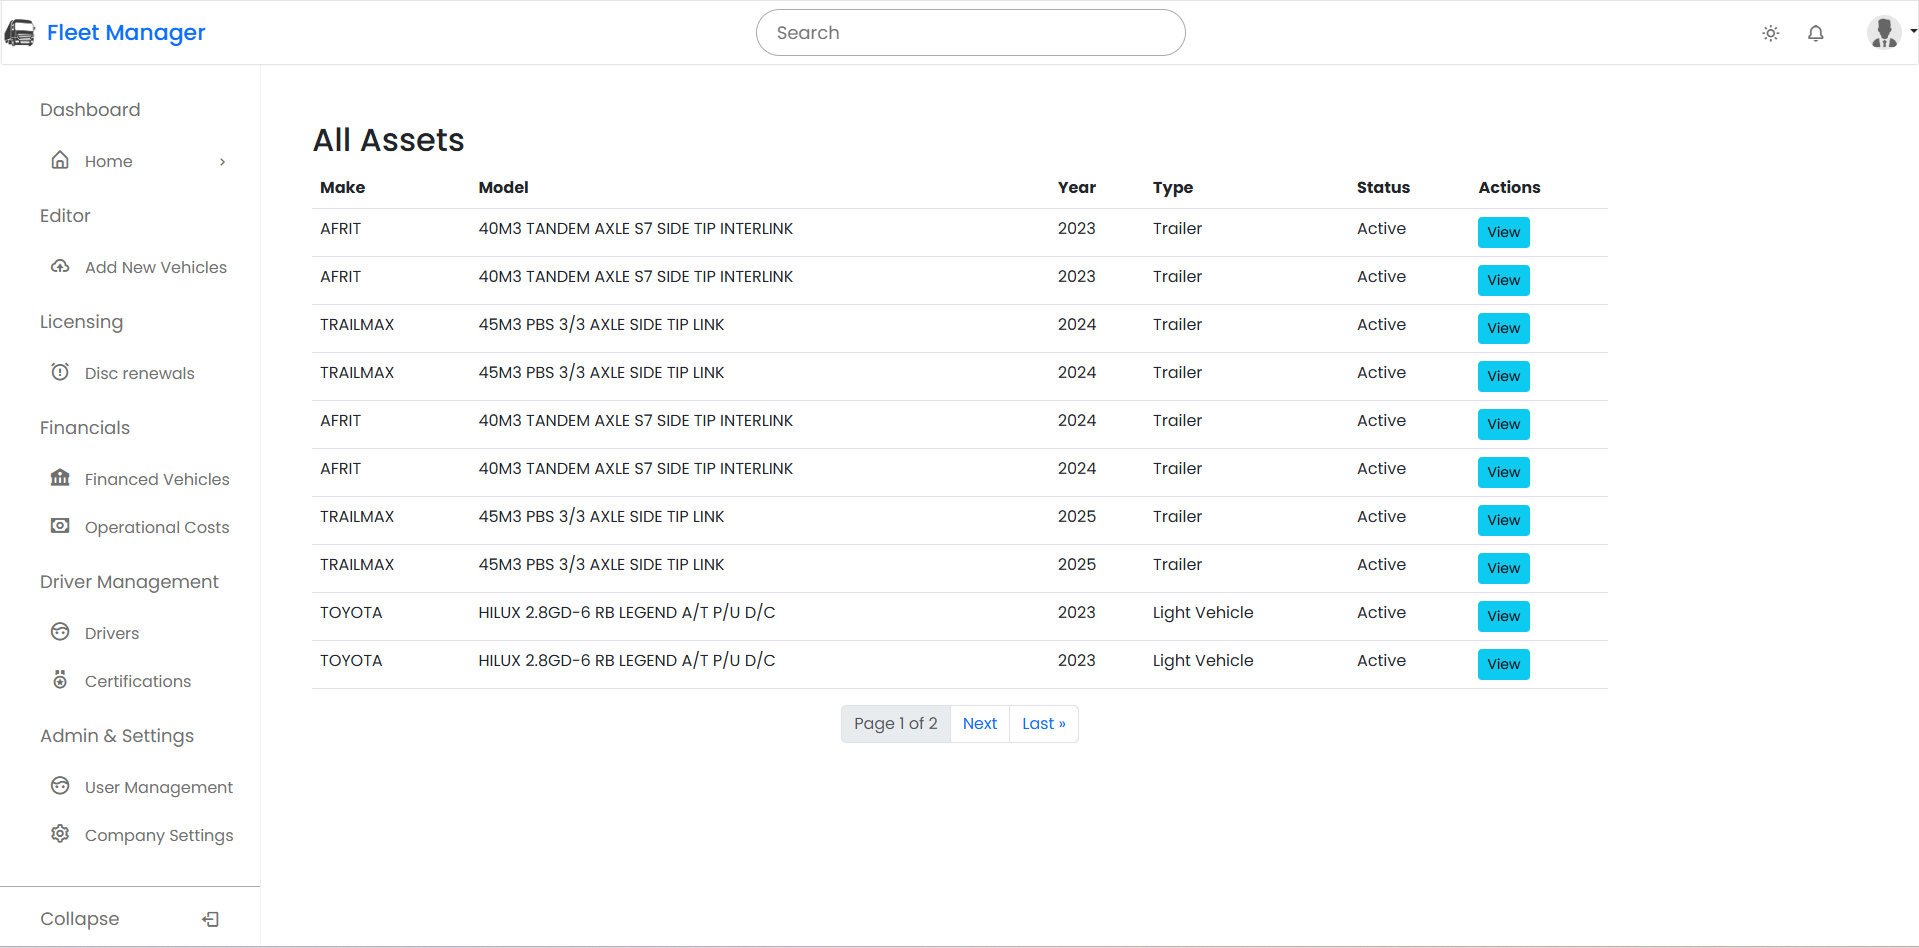 Fleet Manager
Search
Dashboard
Home
Editor
Add New Vehicles
Licensing
Disc renewals
Financials
Financed Vehicles
Operational Costs
Driver Management
Drivers
Certifications
Admin & Settings
User Management
Company Settings
Collapse
All Assets
Make Model Year Type Status Actions
AFRIT 40M3 TANDEM AXLE S7 SIDE TIP INTERLINK 2023 Trailer Active View
AFRIT 40M3 TANDEM AXLE S7 SIDE TIP INTERLINK 2023 Trailer Active View
TRAILMAX 45M3 PBS 3/3 AXLE SIDE TIP LINK 2024 Trailer Active View
TRAILMAX 45M3 PBS 3/3 AXLE SIDE TIP LINK 2024 Trailer Active View
AFRIT 40M3 TANDEM AXLE S7 SIDE TIP INTERLINK 2024 Trailer Active View
AFRIT 40M3 TANDEM AXLE S7 SIDE TIP INTERLINK 2024 Trailer Active View
TRAILMAX 45M3 PBS 3/3 AXLE SIDE TIP LINK 2025 Trailer Active View
TRAILMAX 45M3 PBS 3/3 AXLE SIDE TIP LINK 2025 Trailer Active View
TOYOTA HILUX 2.8GD-6 RB LEGEND A/T P/U D/C 2023 Light Vehicle Active View
TOYOTA HILUX 2.8GD-6 RB LEGEND A/T P/U D/C 2023 Light Vehicle Active View
Page 1 of 2 Next Last »